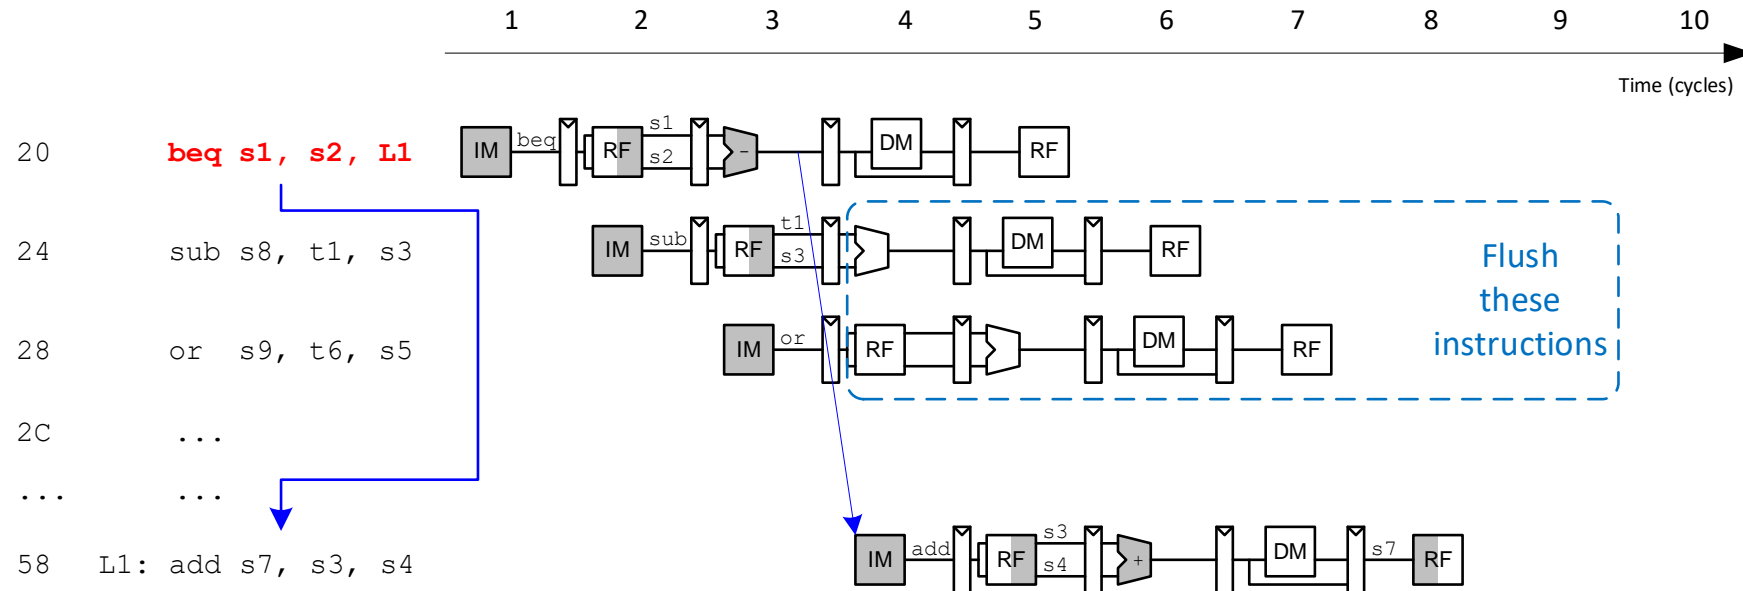 1 2 3 4 5 6 7 8 9 10
Time (cycles)
20 beq s1, s2, L1 IM beq RF s1 s2 - DM RF
24 sub s8, t1, s3 IM sub RF t1 s3 DM RF
28 or s9, t6, s5 IM or RF DM RF
Flush
these
instructions
2C ...
... ...
58 L1: add s7, s3, s4 IM add RF s3 s4 + DM s7 RF